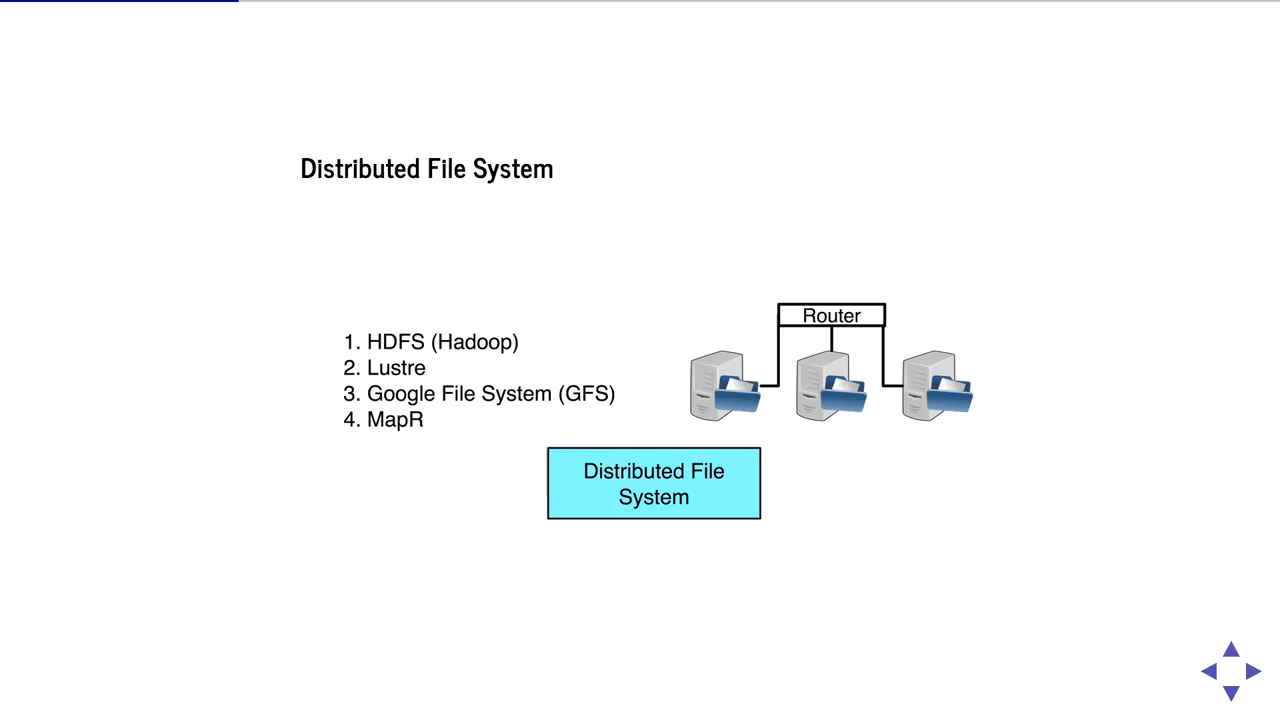 Distributed File System
1. HDFS (Hadoop)
2. Lustre
3. Google File System (GFS)
4. MapR
Router
Distributed File
System